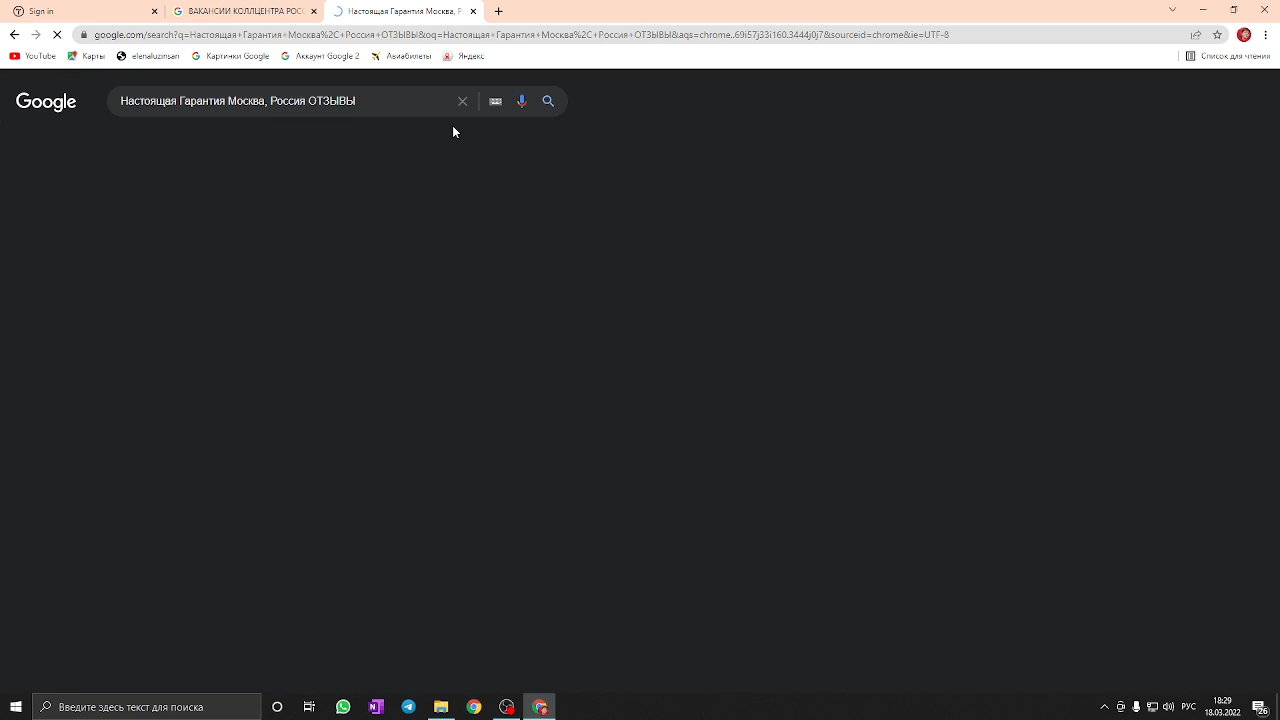 Sign in
ВАКАНСИИ КОЛЛЦЕНТРА РОСС
Настоящая Гарантия Москва, Ро
google.com/search?q=Настоящая+Гарантия+Москва%2C+Россия+ОТЗЫВЫ&oq=Настоящая+Гарантия+Москва%2C+Россия+ОТЗЫВЫ&aqs=chrome..69i57j33i160.3444j0j7&sourceid=chrome&ie=UTF-8
YouTube
Карты
elenaluzinsan
Картинки Google
Аккаунт Google 2
Авиабилеты
Яндекс
Список для чтения
Google
Настоящая Гарантия Москва, Россия ОТЗЫВЫ
Введите здесь текст для поиска
РУС
18:29
18.03.2022
26